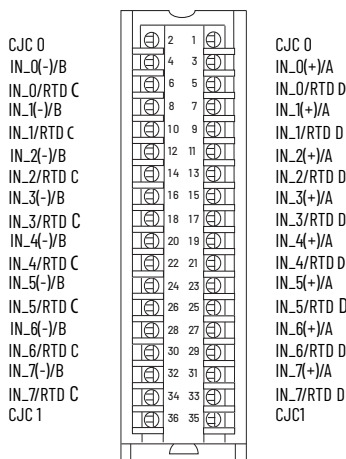 CJC 0 2 1 CJC 0
IN_0(-)/B 4 3 IN_0(+)/A
IN_0/RTD C 6 5 IN_0/RTD D
IN_1(-)/B 8 7 IN_1(+)/A
IN_1/RTD C 10 9 IN_1/RTD D
IN_2(-)/B 12 11 IN_2(+)/A
IN_2/RTD C 14 13 IN_2/RTD D
IN_3(-)/B 16 15 IN_3(+)/A
IN_3/RTD C 18 17 IN_3/RTD D
IN_4(-)/B 20 19 IN_4(+)/A
IN_4/RTD C 22 21 IN_4/RTD D
IN_5(-)/B 24 23 IN_5(+)/A
IN_5/RTD C 26 25 IN_5/RTD D
IN_6(-)/B 28 27 IN_6(+)/A
IN_6/RTD C 30 29 IN_6/RTD D
IN_7(-)/B 32 31 IN_7(+)/A
IN_7/RTD C 34 33 IN_7/RTD D
CJC 1 36 35 CJC1